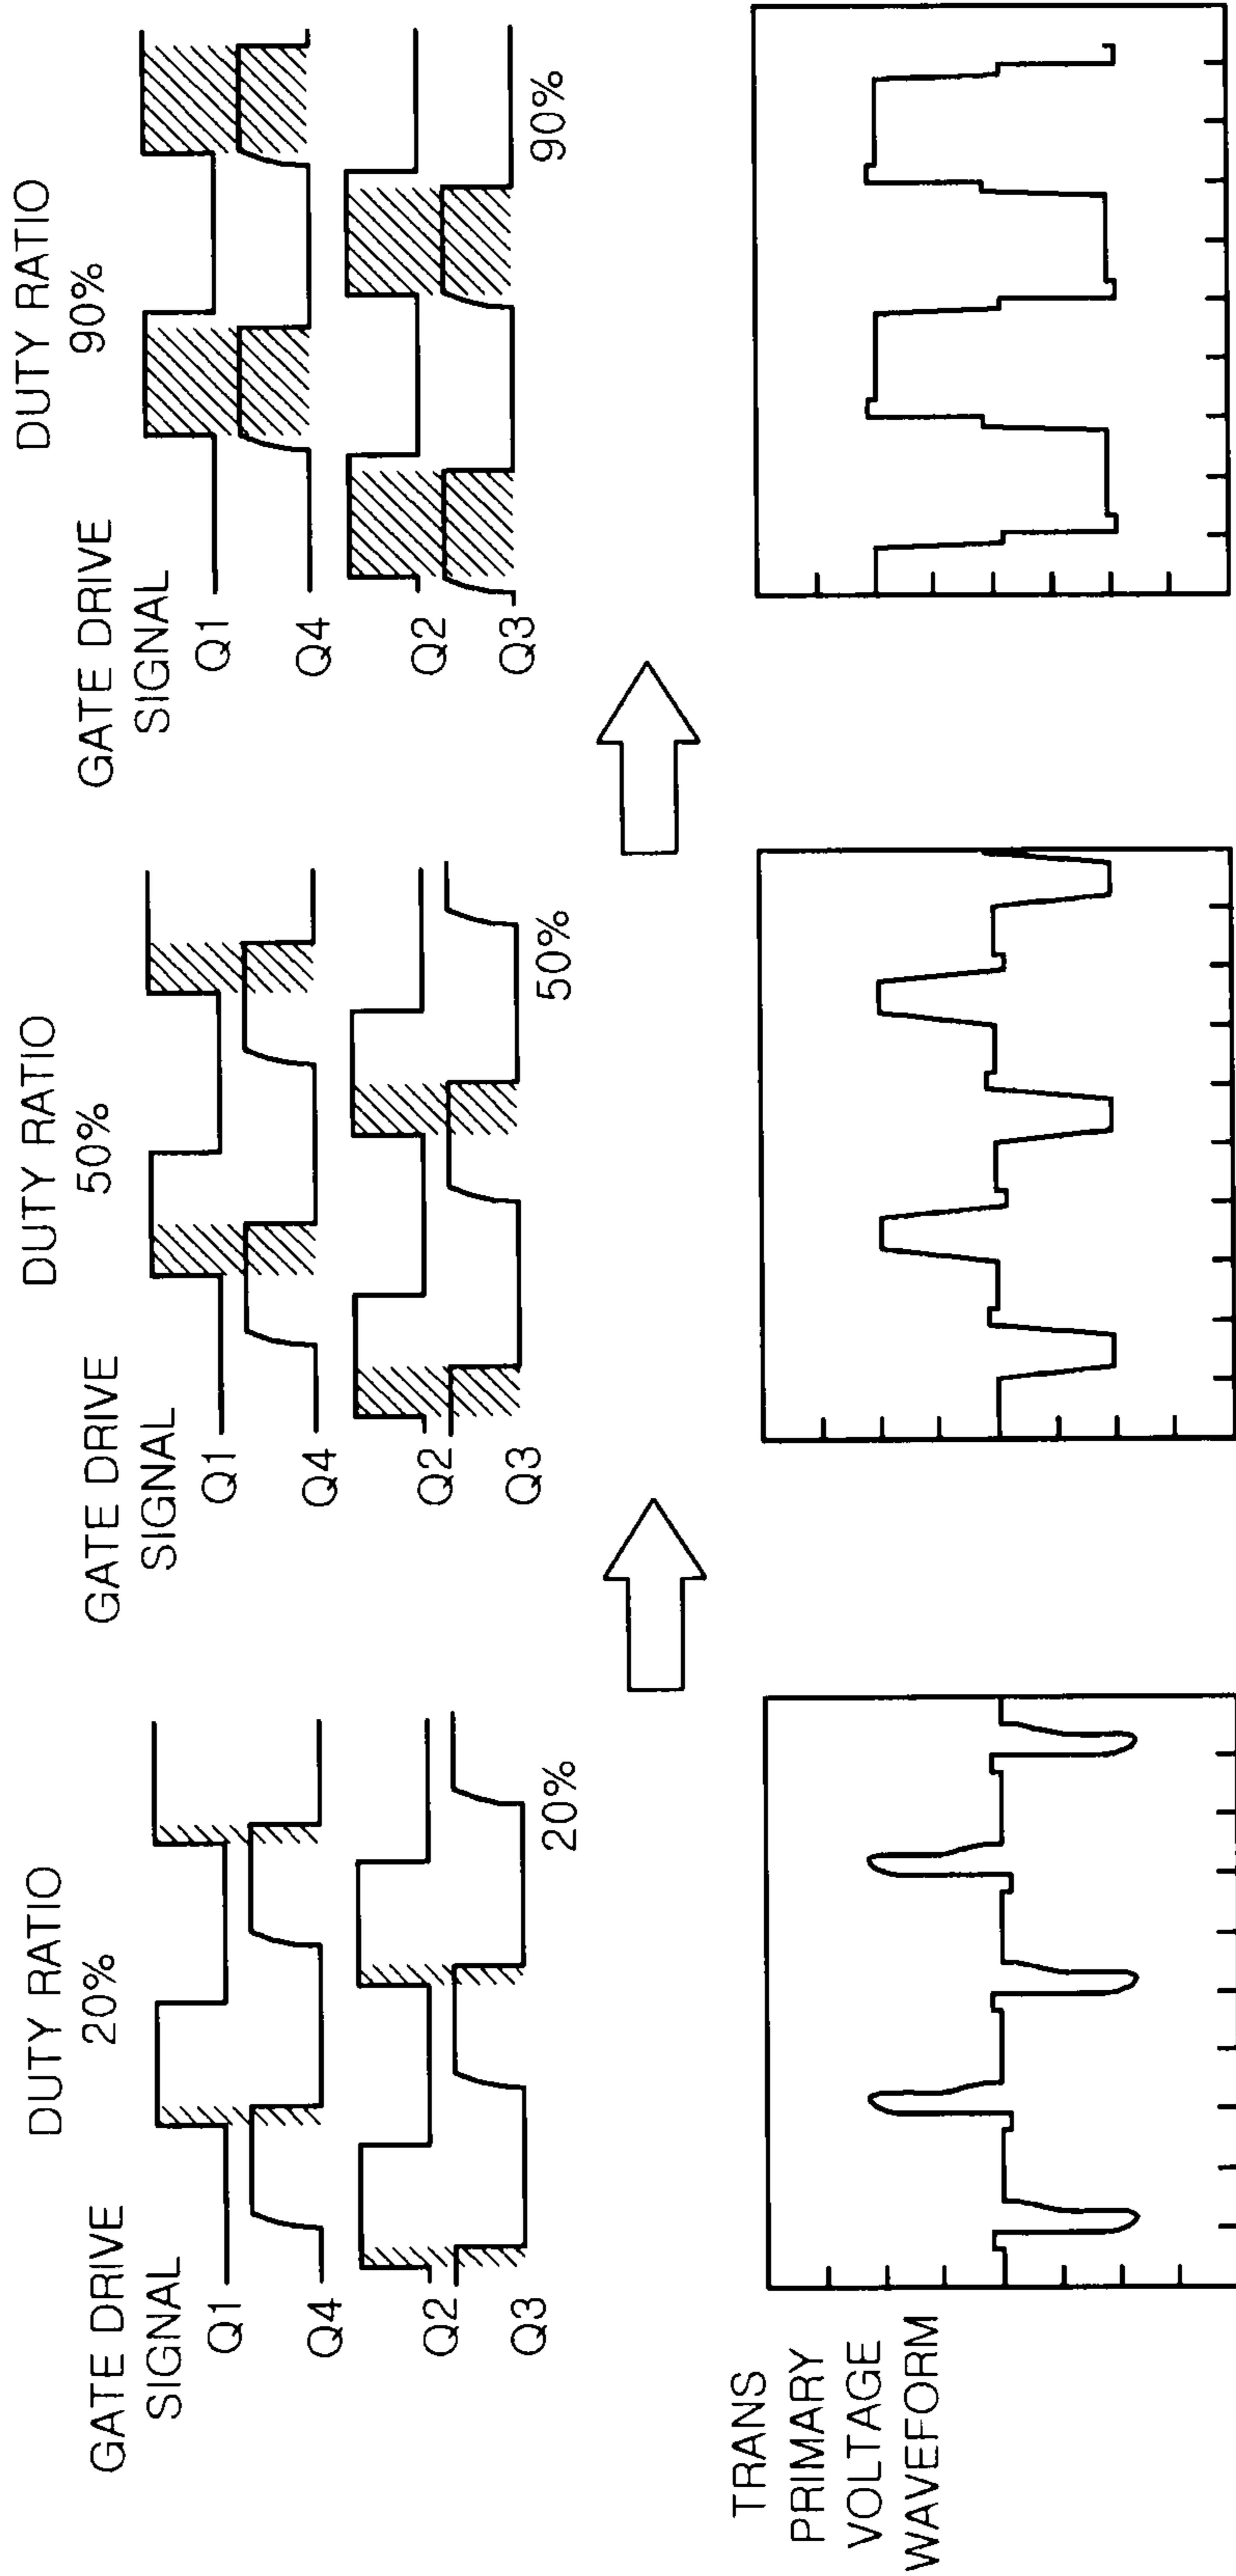 DUTY RATIO
20%
GATE DRIVE
SIGNAL
Q1
Q4
Q2
Q3
20%
DUTY RATIO
50%
GATE DRIVE
SIGNAL
Q1
Q4
Q2
Q3
50%
DUTY RATIO
90%
GATE DRIVE
SIGNAL
Q1
Q4
Q2
Q3
90%
TRANS
PRIMARY
VOLTAGE
WAVEFORM